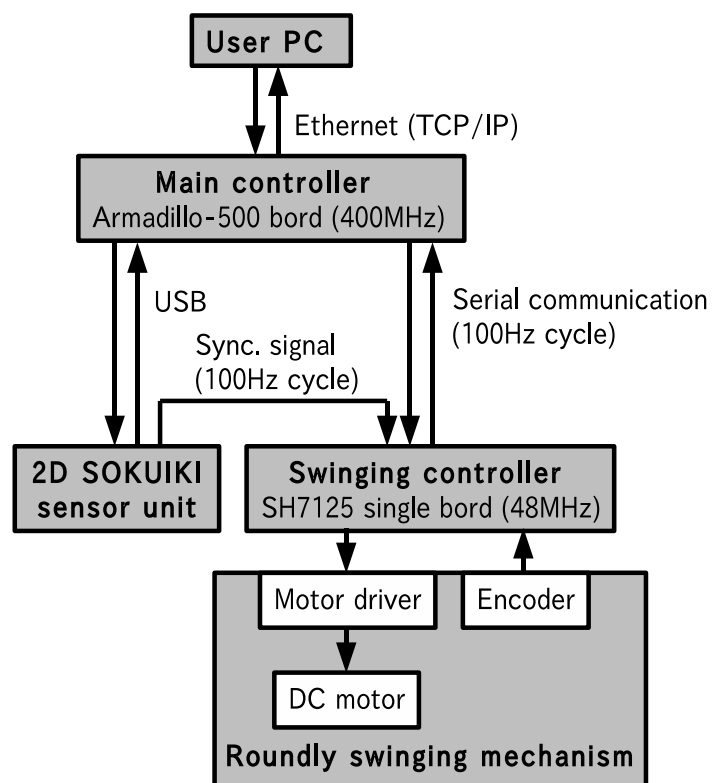 User PC
Ethernet (TCP/IP)
Main controller
Armadillo-500 bord (400MHz)
USB
Serial communication
(100Hz cycle)
Sync. signal
(100Hz cycle)
2D SOKUIKI
sensor unit
Swinging controller
SH7125 single bord (48MHz)
Motor driver
Encoder
DC motor
Roundly swinging mechanism